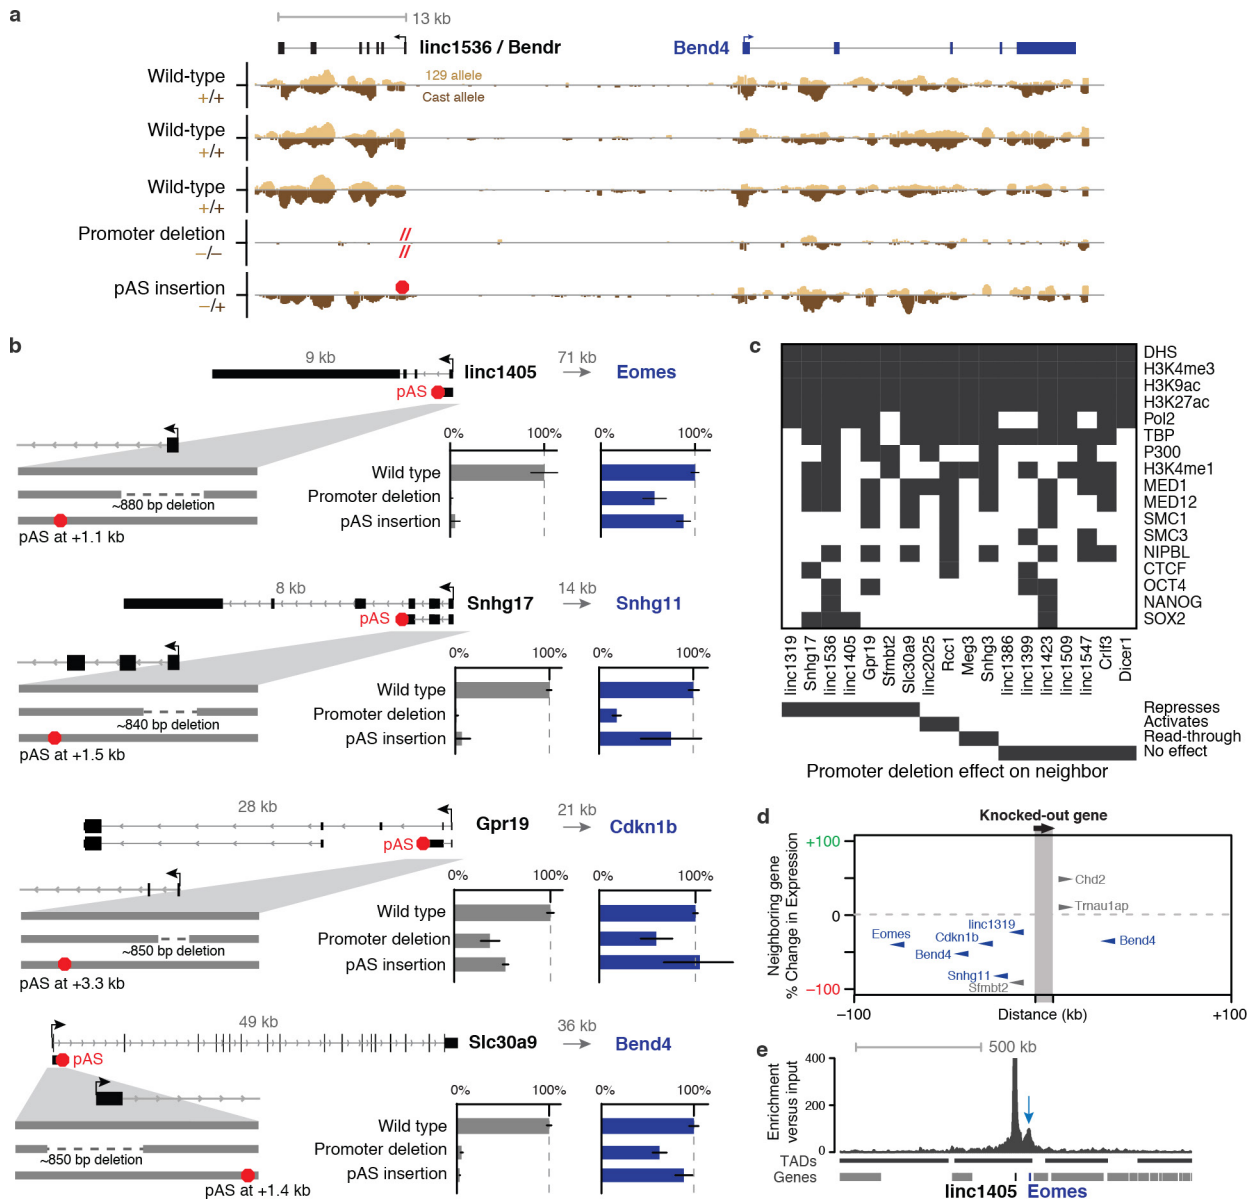 a
13 kb
linc1536 / Bendr
Bend4
Wild-type
+/+
129 allele
Cast allele
Wild-type
+/+
Wild-type
+/+
Promoter deletion
–/–
pAS insertion
–/+
b
9 kb
linc1405
71 kb
Eomes
pAS
0%
100%
0%
100%
Wild type
Promoter deletion
pAS insertion
~880 bp deletion
pAS at +1.1 kb
8 kb
Snhg17
14 kb
Snhg11
pAS
0%
100%
0%
100%
Wild type
Promoter deletion
pAS insertion
~840 bp deletion
pAS at +1.5 kb
28 kb
Gpr19
21 kb
Cdkn1b
pAS
0%
100%
0%
100%
Wild type
Promoter deletion
pAS insertion
~850 bp deletion
pAS at +3.3 kb
49 kb
Slc30a9
36 kb
Bend4
pAS
0%
100%
0%
100%
Wild type
Promoter deletion
pAS insertion
~850 bp deletion
pAS at +1.4 kb
c
DHS
H3K4me3
H3K9ac
H3K27ac
Pol2
TBP
P300
H3K4me1
MED1
MED12
SMC1
SMC3
NIPBL
CTCF
OCT4
NANOG
SOX2
linc1319
Snhg17
linc1536
linc1405
Gpr19
Sfmbt2
Slc30a9
linc2025
Rcc1
Meg3
Snhg3
linc1386
linc1399
linc1423
linc1509
linc1547
Crlf3
Dicer1
Represses
Activates
Read-through
No effect
Promoter deletion effect on neighbor
d
Knocked-out gene
Neighboring gene
% Change in Expression
+100
0
–100
Chd2
Trnau1ap
linc1319
Eomes
Cdkn1b
Bend4
Bend4
Snhg11
Sfmbt2
–100
Distance (kb)
+100
e
500 kb
Enrichment
versus input
400
200
0
TADs
Genes
linc1405
Eomes